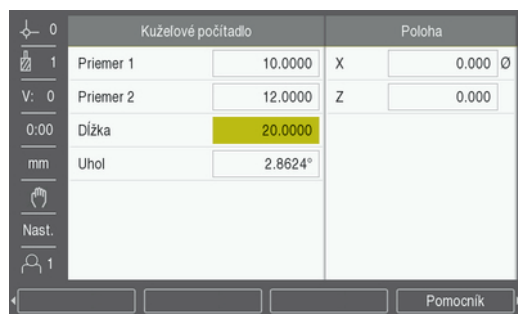 0
1
V: 0
0:00
mm
Nast.
1
Kužeľové počítadlo
Priemer 1 10.0000
Priemer 2 12.0000
Dĺžka 20.0000
Uhol 2.8624°
Poloha
X 0.000 Ø
Z 0.000
Pomocník